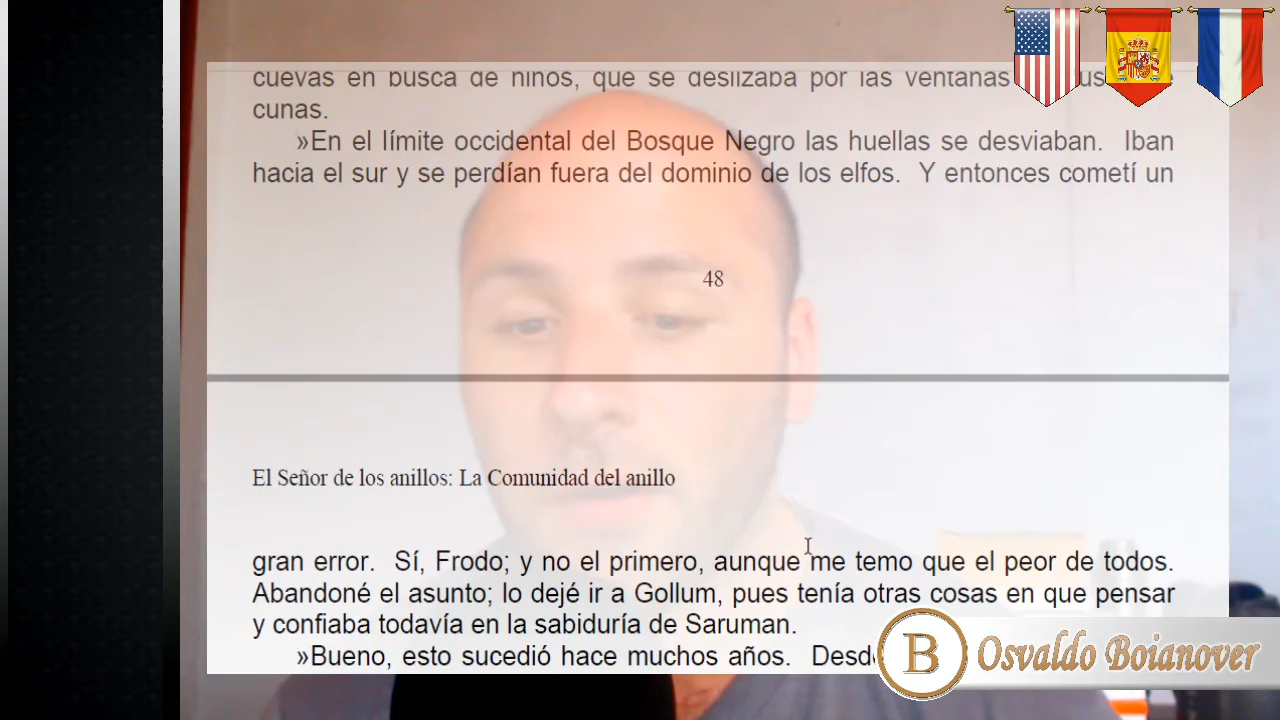 cuevas en busca de niños, que se deslizaba por las ventanas
cunas.
»En el límite occidental del Bosque Negro las huellas se desviaban. Iban
hacia el sur y se perdían fuera del dominio de los elfos. Y entonces cometí un
48
El Señor de los anillos: La Comunidad del anillo
gran error. Sí, Frodo; y no el primero, aunque me temo que el peor de todos.
Abandoné el asunto; lo dejé ir a Gollum, pues tenía otras cosas en que pensar
y confiaba todavía en la sabiduría de Saruman.
»Bueno, esto sucedió hace muchos años.
B Osvaldo Boianover